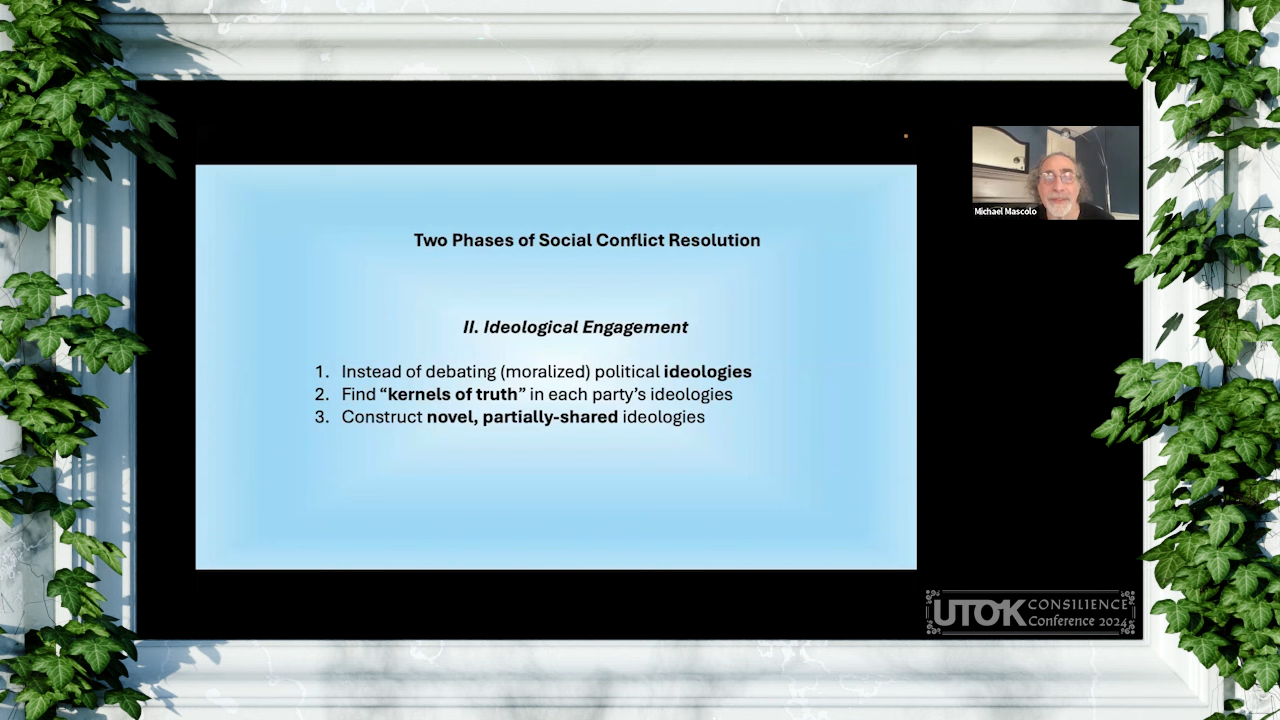 Two Phases of Social Conflict Resolution
II. Ideological Engagement
1. Instead of debating (moralized) political ideologies
2. Find “kernels of truth” in each party’s ideologies
3. Construct novel, partially-shared ideologies
Michael Mascolo
UTOK CONSILIENCE
Conference 2024